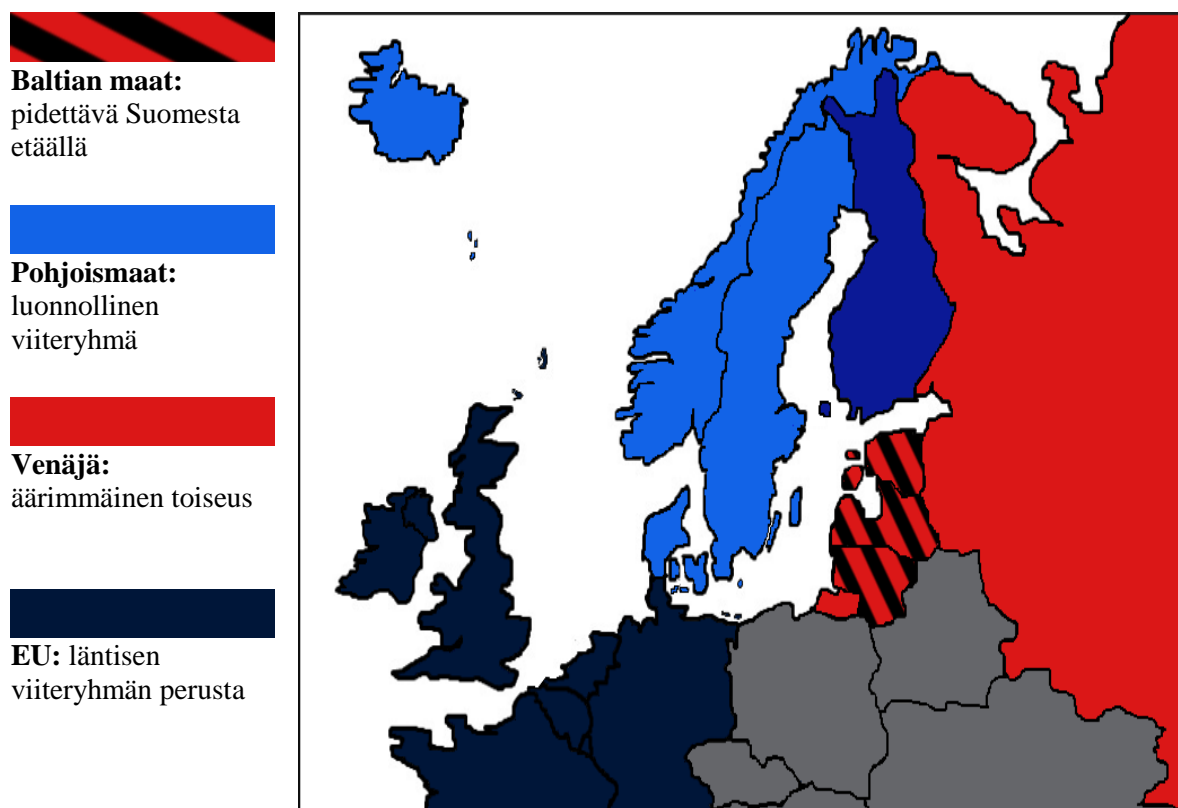 Baltian maat:
pidettävä Suomesta
etäällä
Pohjoismaat:
luonnollinen
viiteryhmä
Venäjä:
äärimmäinen toiseus
EU: läntisen
viiteryhmän perusta